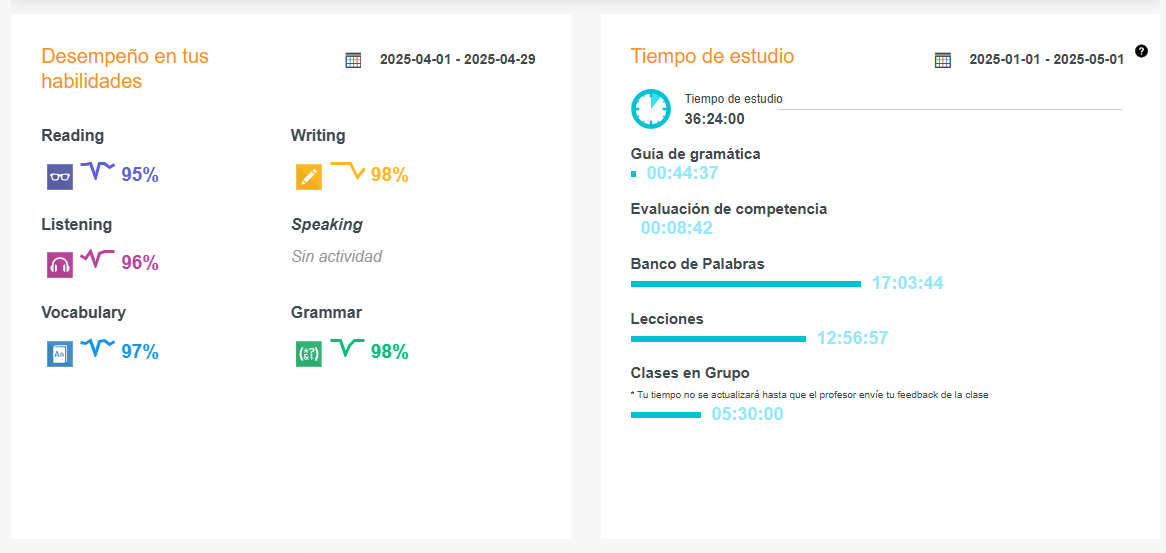 Desempeño en tus
habilidades
2025-04-01 - 2025-04-29
Reading
95%
Writing
98%
Listening
96%
Speaking
Sin actividad
Vocabulary
97%
Grammar
98%
Tiempo de estudio
2025-01-01 - 2025-05-01
?
Tiempo de estudio
36:24:00
Guía de gramática
00:44:37
Evaluación de competencia
00:08:42
Banco de Palabras
17:03:44
Lecciones
12:56:57
Clases en Grupo
* Tu tiempo no se actualizará hasta que el profesor envíe tu feedback de la clase
05:30:00